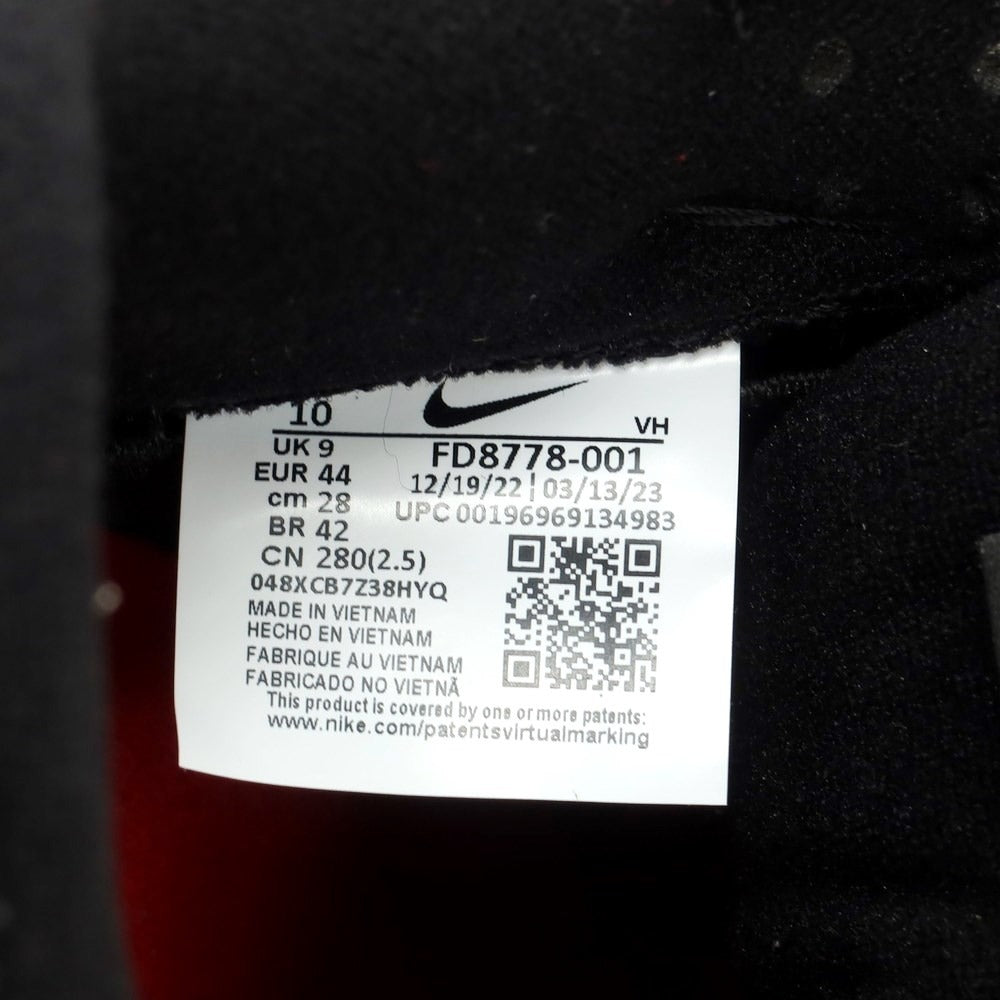 10
VH
UK 9
EUR 44
cm 28
BR 42
CN 280(2.5)
048XCB7Z38HYQ
FD8778-001
12/19/22 | 03/13/23
UPC 00196969134983
MADE IN VIETNAM
HECHO EN VIETNAM
FABRIQUE AU VIETNAM
FABRICADO NO VIETNÃ
This product is covered by one or more patents:
www.nike.com/patentsvirtualmarking